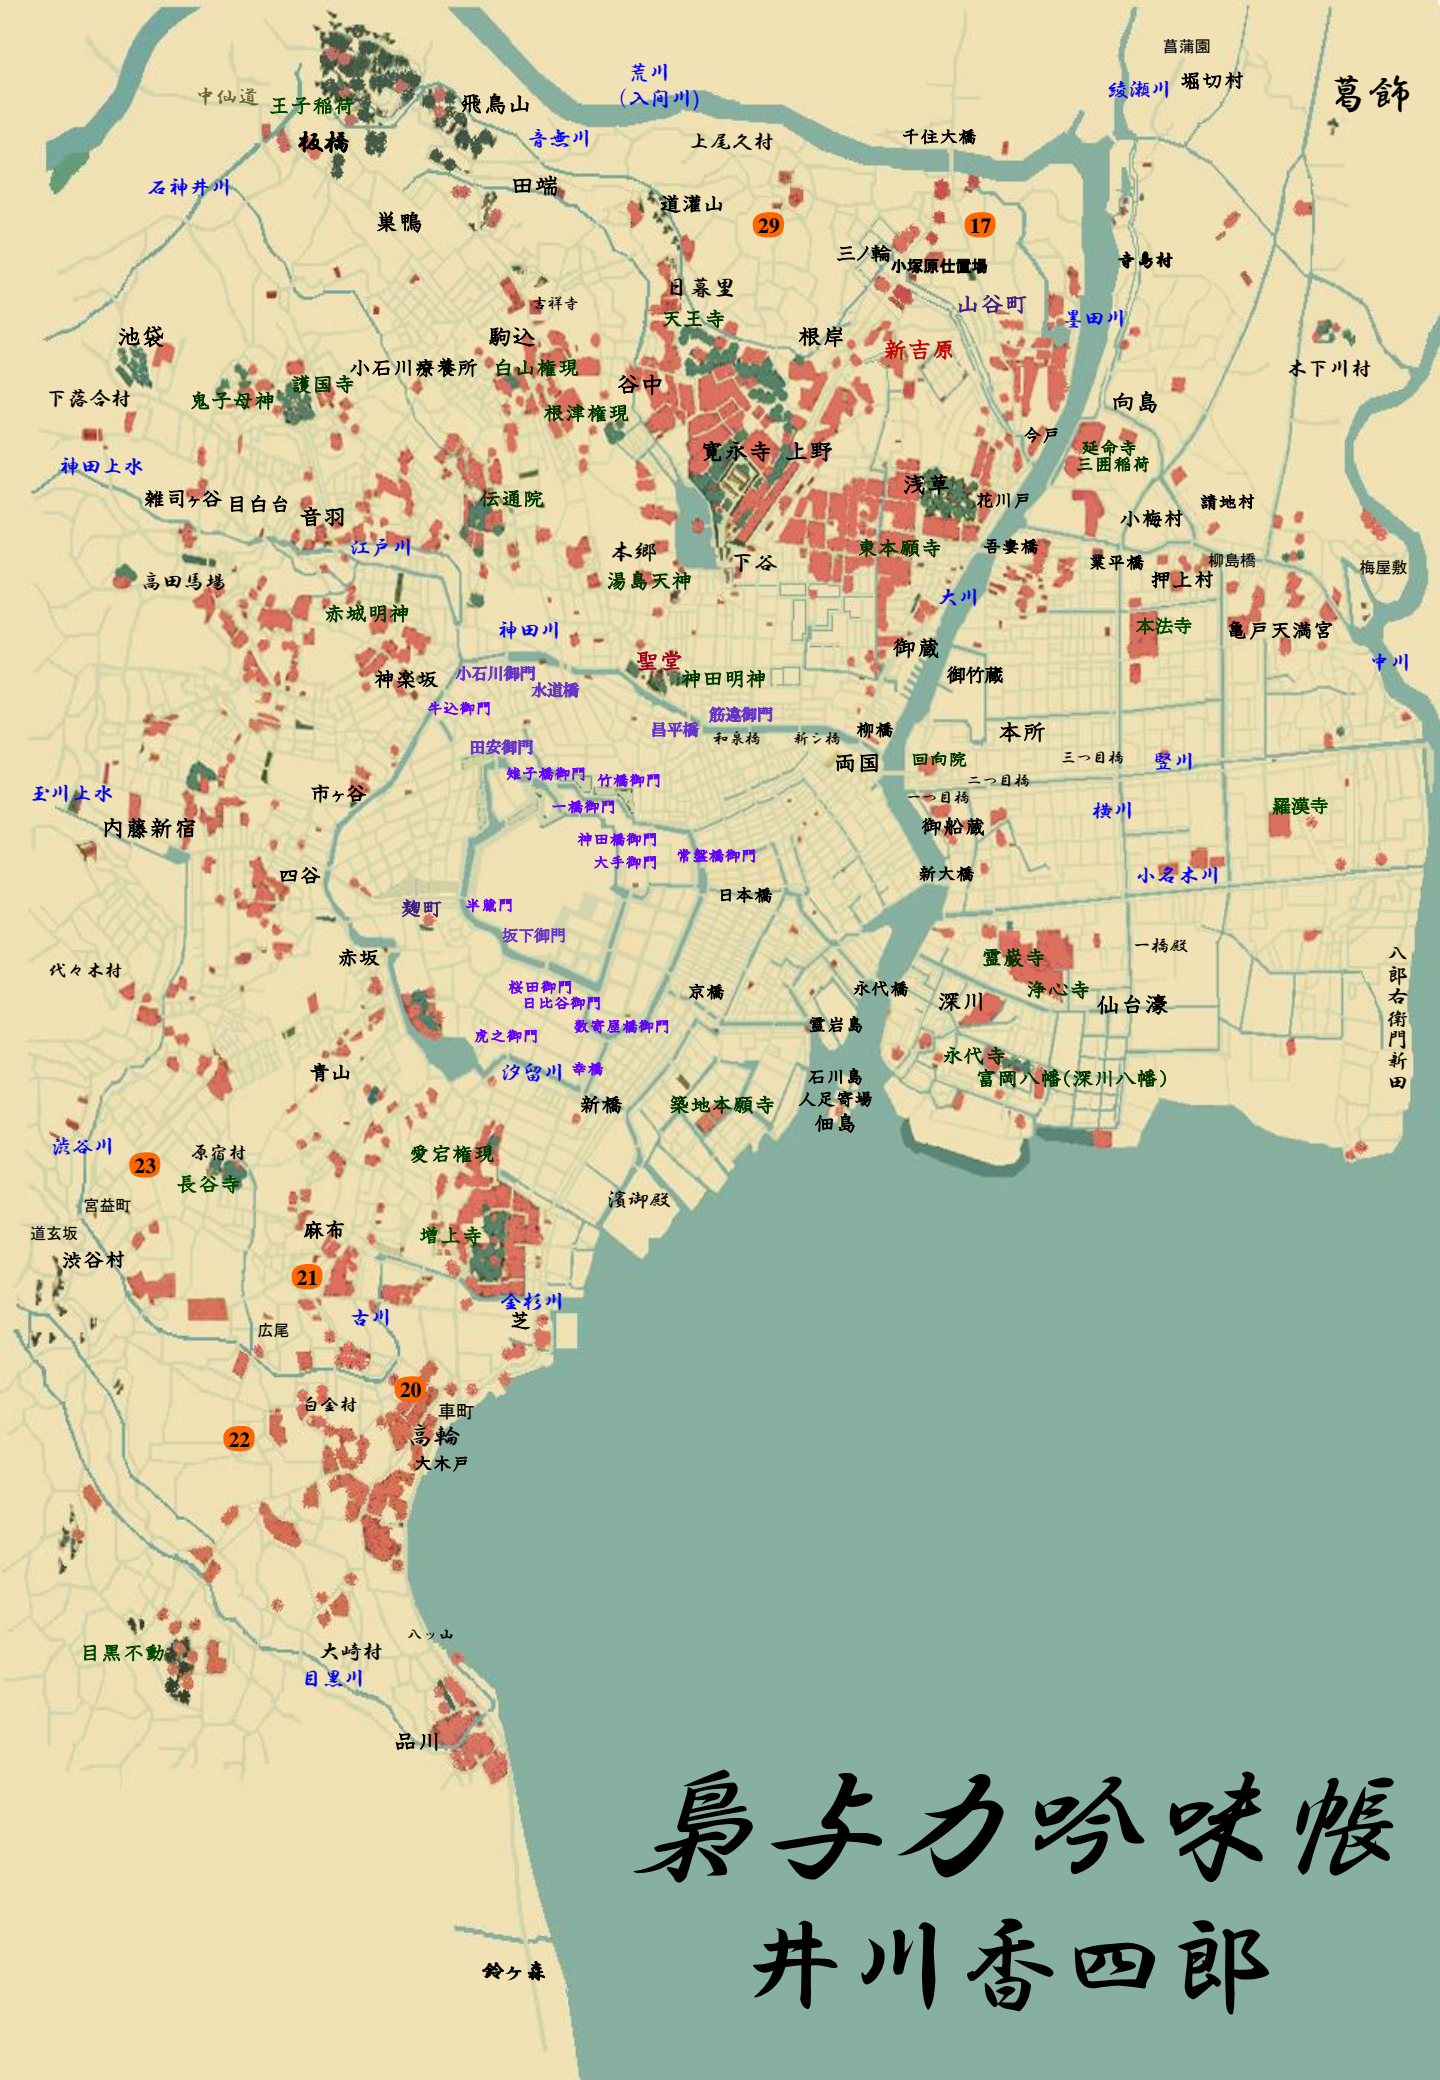 菖蒲園
荒川
(入间川)
綾瀬川
堀切村
葛飾
中仙道
王子稲荷
飛鳥山
板橋
音無川
上尾久村
千住大橋
石神井川
田端
道灌山
巣鴨
29
17
三ノ輪
小塚原仕置場
寺島村
日暮里
吉祥寺
山谷町
天王寺
墨田川
池袋
駒込
根岸
新吉原
小石川療養所
白山権現
木下川村
護国寺
谷中
下落合村
鬼子母神
根津権現
向島
今戸
延命寺
三囲稲荷
寛永寺
上野
神田上水
浅草
雑司ヶ谷
目白台
伝通院
花川戸
請地村
音羽
小梅村
江戸川
本郷
下谷
東本願寺
吾妻橋
業平橋
柳島橋
梅屋敷
高田馬場
湯島天神
押上村
大川
赤城明神
神田川
本法寺
亀戸天満宮
御蔵
聖堂
中川
神楽坂
小石川御門
水道橋
神田明神
御竹蔵
牛込御門
筋違御門
昌平橋
和泉橋
新シ橋
柳橋
本所
田安御門
両国
回向院
三つ目橋
竪川
雉子橋御門
竹橋御門
二つ目橋
玉川上水
市ヶ谷
一橋御門
一つ目橋
横川
羅漢寺
内藤新宿
神田橋御門
御船蔵
大手御門
常盤橋御門
四谷
新大橋
小名木川
日本橋
麹町
半蔵門
坂下御門
赤坂
霊厳寺
一橋殿
代々木村
桜田御門
京橋
永代橋
浄心寺
八郎右衛門新田
日比谷御門
深川
仙台濠
虎之御門
数寄屋橋御門
霊岩島
永代寺
青山
汐留川
幸橋
石川島
富岡八幡(深川八幡)
新橋
築地本願寺
人足寄場
佃島
渋谷川
原宿村
愛宕権現
23
長谷寺
宮益町
濱御殿
道玄坂
麻布
増上寺
渋谷村
21
金杉川
古川
芝
広尾
20
白金村
車町
22
高輪
大木戸
八ッ山
目黒不動
大崎村
目黒川
品川
梟与力吟味帳
井川香四郎
鈴ヶ森